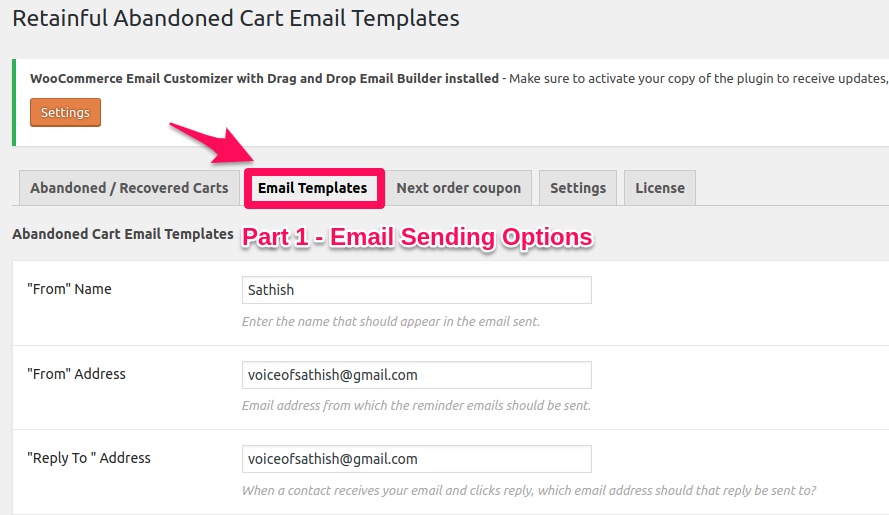 Retainful Abandoned Cart Email Templates
WooCommerce Email Customizer with Drag and Drop Email Builder installed - Make sure to activate your copy of the plugin to receive updates,
Settings
Abandoned / Recovered Carts Email Templates Next order coupon Settings License
Abandoned Cart Email Templates Part 1 - Email Sending Options
"From" Name Sathish
Enter the name that should appear in the email sent.
"From" Address voiceofsathish@gmail.com
Email address from which the reminder emails should be sent.
"Reply To " Address voiceofsathish@gmail.com
When a contact receives your email and clicks reply, which email address should that reply be sent to?